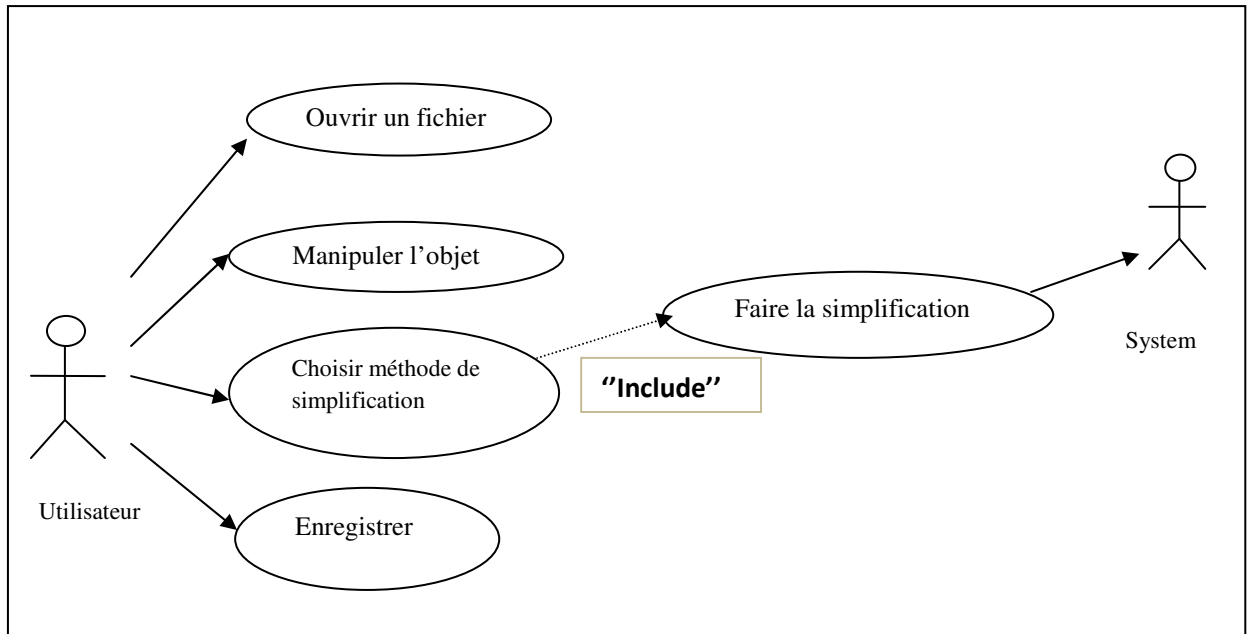 Ouvrir un fichier
Manipuler l’objet
Choisir méthode de
simplification
Enregistrer
Utilisateur
‘’Include’’
Faire la simplification
System